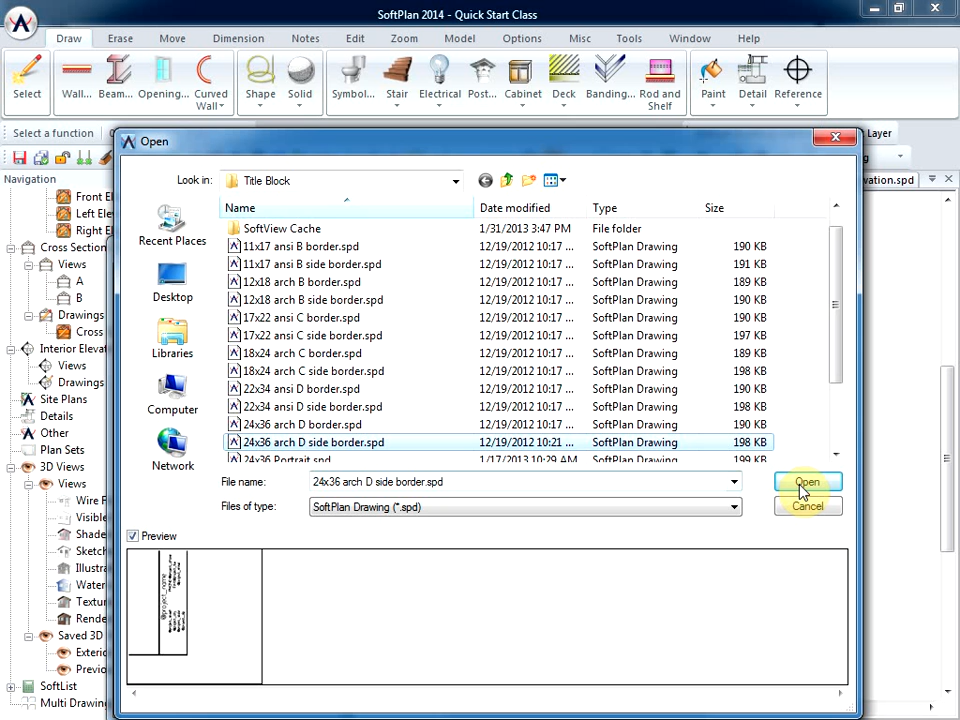 SoftPlan 2014 - Quick Start Class
Draw Erase Move Dimension Notes Edit Zoom Model Options Misc Tools Window Help
Select Wall... Beam... Opening... Curved Wall Shape Solid Symbol... Stair Electrical Post... Cabinet Deck Banding... Rod and Shelf Paint Detail Reference
Select a function
Layer
Navigation
vation.spd
Front El
Left Elev
Right El
Cross Section
Views
A
B
Drawings
Cross
Interior Elevat
Views
Drawings
Site Plans
Details
Other
Plan Sets
3D Views
Views
Wire F
Visible
Shade
Sketch
Illustra
Water
Textur
Rende
Saved 3D
Exterio
Previo
SoftList
Multi Drawing
Open
Look in: Title Block
Recent Places
Desktop
Libraries
Computer
Network
Name Date modified Type Size
SoftView Cache 1/31/2013 3:47 PM File folder
11x17 ansi B border.spd 12/19/2012 10:17 ... SoftPlan Drawing 190 KB
11x17 ansi B side border.spd 12/19/2012 10:17 ... SoftPlan Drawing 191 KB
12x18 arch B border.spd 12/19/2012 10:17 ... SoftPlan Drawing 189 KB
12x18 arch B side border.spd 12/19/2012 10:17 ... SoftPlan Drawing 190 KB
17x22 ansi C border.spd 12/19/2012 10:17 ... SoftPlan Drawing 190 KB
17x22 ansi C side border.spd 12/19/2012 10:17 ... SoftPlan Drawing 197 KB
18x24 arch C border.spd 12/19/2012 10:17 ... SoftPlan Drawing 189 KB
18x24 arch C side border.spd 12/19/2012 10:17 ... SoftPlan Drawing 198 KB
22x34 ansi D border.spd 12/19/2012 10:17 ... SoftPlan Drawing 190 KB
22x34 ansi D side border.spd 12/19/2012 10:17 ... SoftPlan Drawing 198 KB
24x36 arch D border.spd 12/19/2012 10:17 ... SoftPlan Drawing 190 KB
24x36 arch D side border.spd 12/19/2012 10:21 ... SoftPlan Drawing 198 KB
24x36 Portrait.spd 1/17/2013 10:29 AM SoftPlan Drawing 199 KB
File name: 24x36 arch D side border.spd Open
Files of type: SoftPlan Drawing (*.spd) Cancel
Preview
@project_name